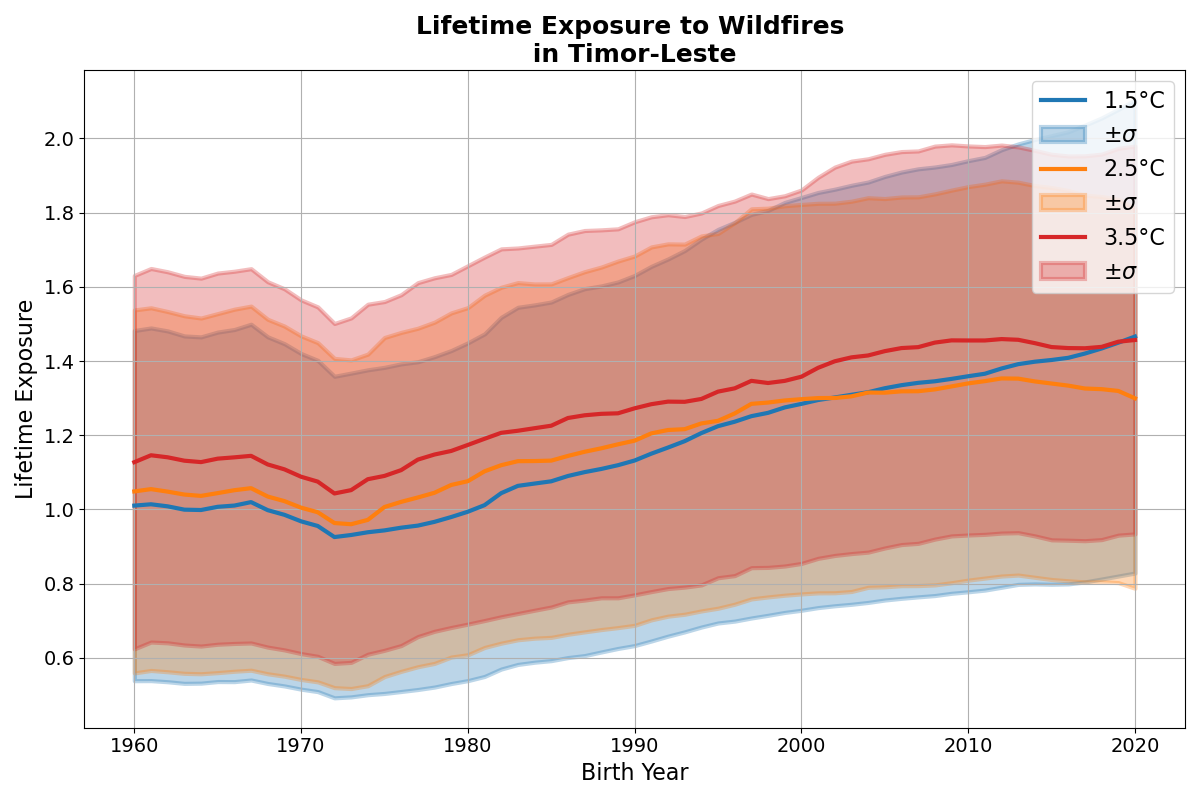 Lifetime Exposure to Wildfires
in Timor-Leste
Lifetime Exposure
2.0
1.8
1.6
1.4
1.2
1.0
0.8
0.6
1.5°C
±σ
2.5°C
±σ
3.5°C
±σ
1960 1970 1980 1990 2000 2010 2020
Birth Year